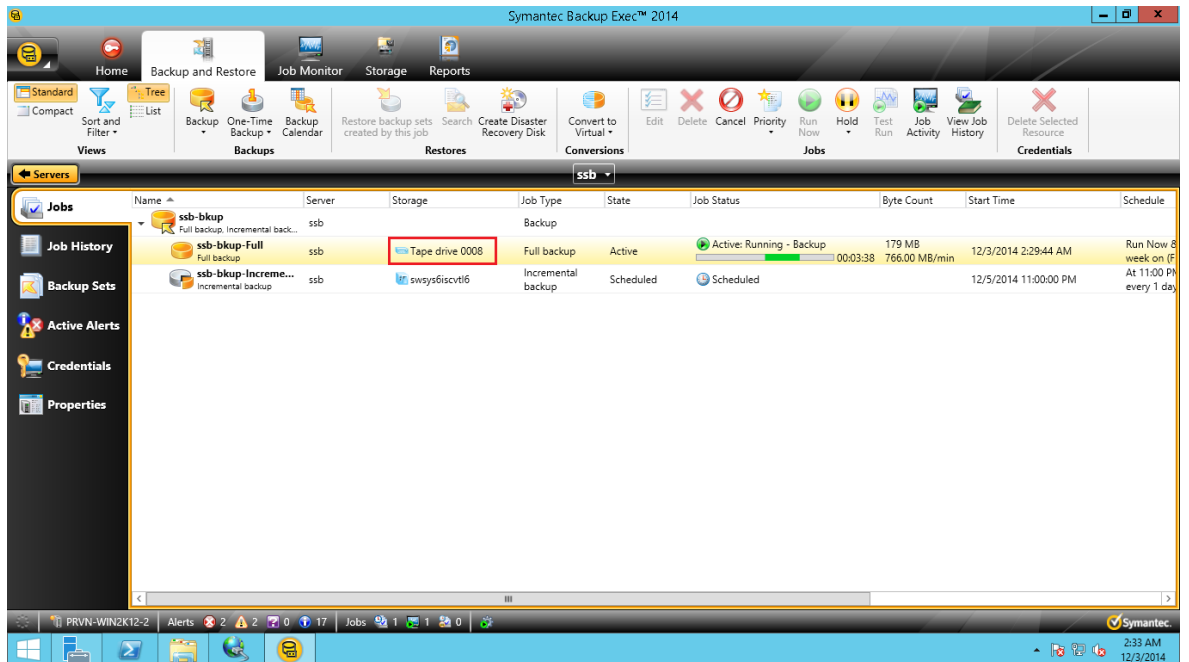 Symantec Backup Exec™ 2014
Home Backup and Restore Job Monitor Storage Reports
Standard Compact Sort and Filter Tree List
Views
Backup One-Time Backup Backup Calendar
Backups
Restore backup sets created by this job Search Create Disaster Recovery Disk
Restores
Convert to Virtual
Conversions
Edit Delete Cancel Priority Run Now Hold Test Run Job Activity View Job History
Jobs
Delete Selected Resource
Credentials
Servers
ssb
Jobs
Job History
Backup Sets
Active Alerts
Credentials
Properties
Name Server Storage Job Type State Job Status Byte Count Start Time Schedule
ssb-bkup ssb Backup
Full backup, Incremental back...
ssb-bkup-Full ssb Tape drive 0008 Full backup Active Active: Running - Backup 179 MB 12/3/2014 2:29:44 AM Run Now &
Full backup 00:03:38 766.00 MB/min week on (F
ssb-bkup-Increme... ssb swsys6iscvtl6 Incremental backup Scheduled Scheduled 12/5/2014 11:00:00 PM At 11:00 PM
Incremental backup every 1 day
PRVN-WIN2K12-2 Alerts 2 2 0 17 Jobs 1 1 0 Symantec.
2:33 AM
12/3/2014